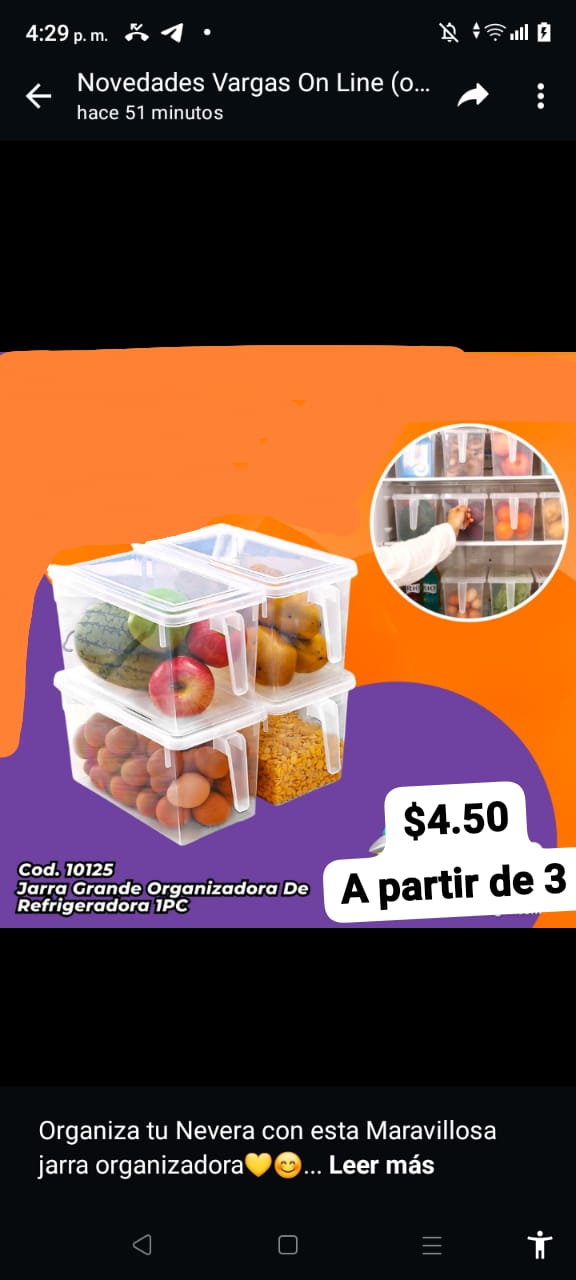 4:29 p. m.
Novedades Vargas On Line (o...
hace 51 minutos
$4.50
A partir de 3
Cod. 10125
Jarra Grande Organizadora De
Refrigeradora 1PC
Organiza tu Nevera con esta Maravillosa
jarra organizadora💛😊... Leer más